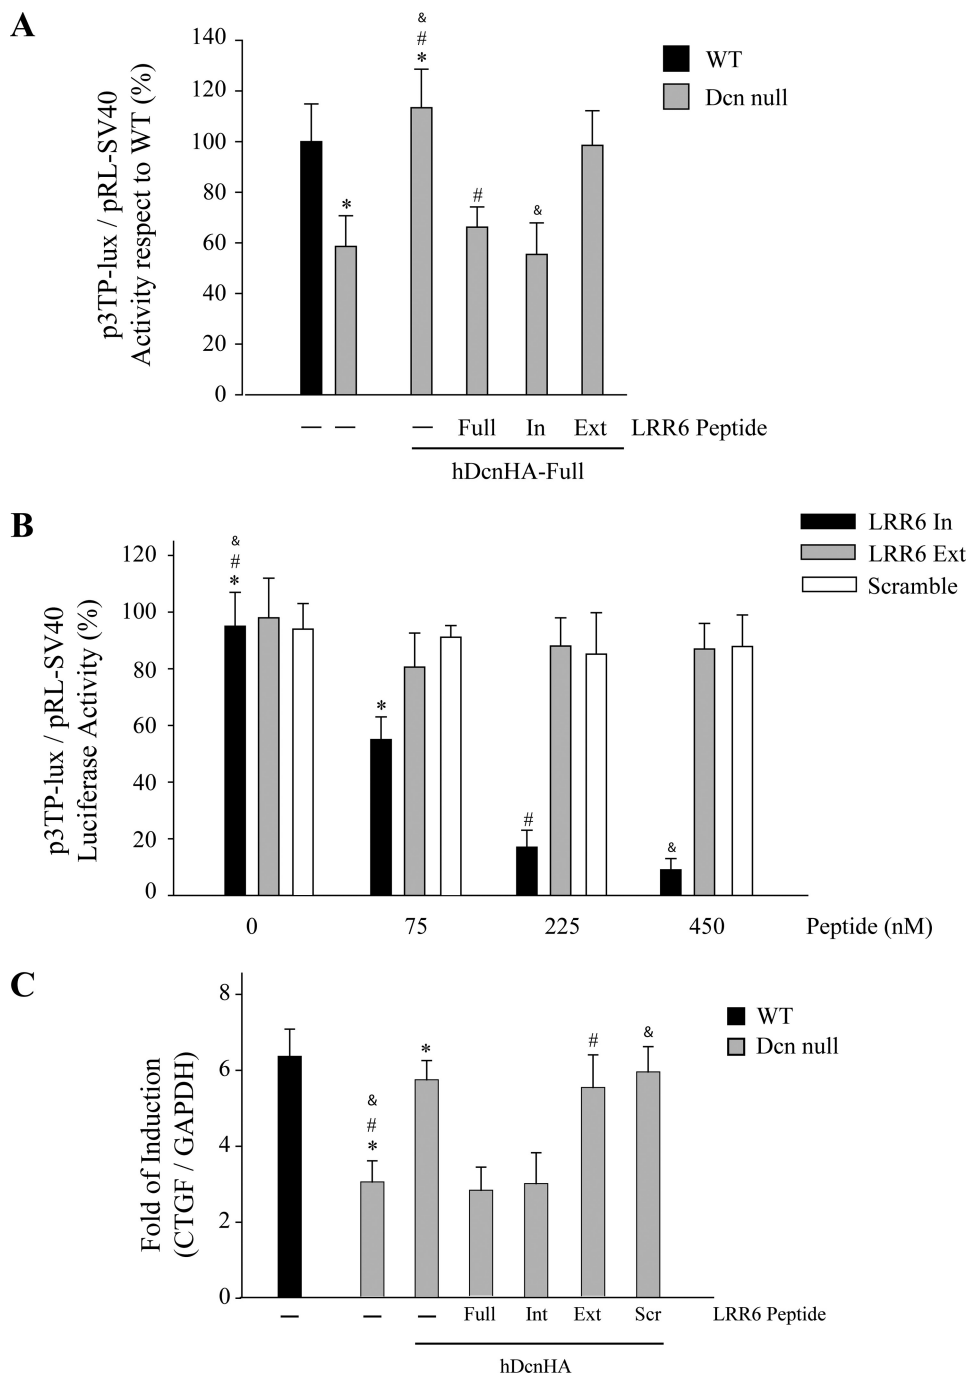 A
p3TP-lux / pRL-SV40
Activity respect to WT (%)
140
120
100
80
60
40
20
0
*
&
#
*
#
&
WT
Dcn null
— — — Full In Ext LRR6 Peptide
hDcnHA-Full
B
p3TP-lux / pRL-SV40
Luciferase Activity (%)
120
100
80
60
40
20
0
&
#
*
*
#
&
LRR6 In
LRR6 Ext
Scramble
0 75 225 450 Peptide (nM)
C
Fold of Induction
(CTGF / GAPDH)
8
6
4
2
0
&
#
*
*
#
&
WT
Dcn null
— — — Full Int Ext Scr LRR6 Peptide
hDcnHA